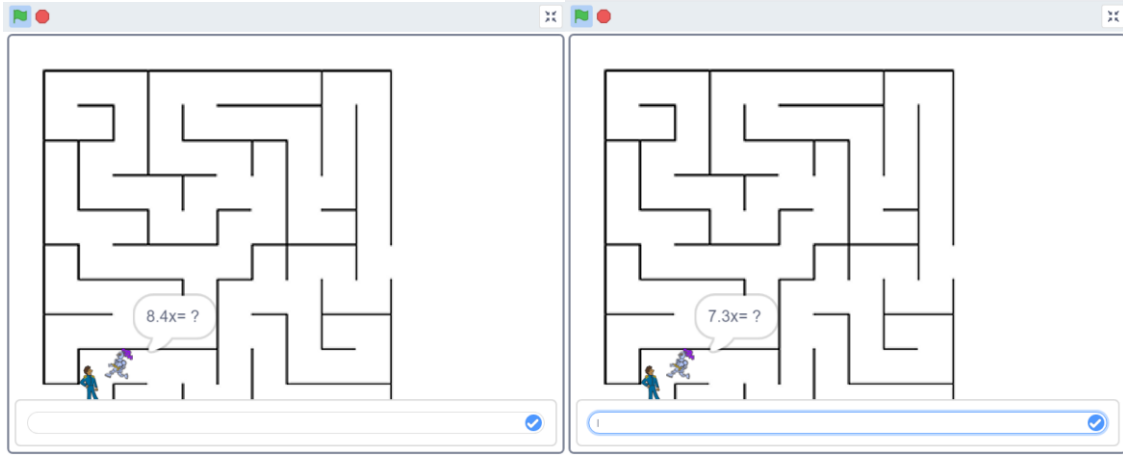 8.4x= ?
7.3x= ?